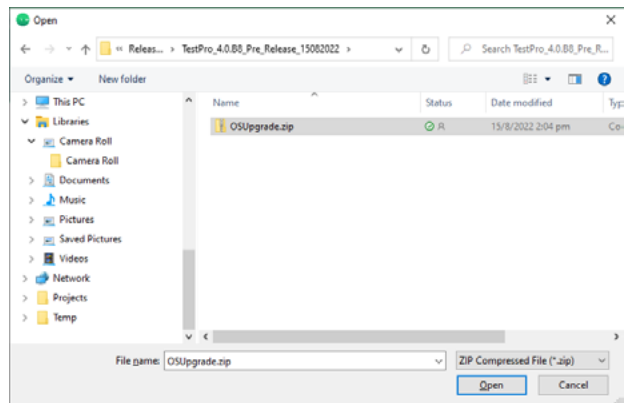 Open
« Releas... > TestPro_4.0.B8_Pre_Release_15082022 >
Search TestPro_4.0.B8_Pre_R...
Organize New folder
This PC
Libraries
Camera Roll
Camera Roll
Documents
Music
Pictures
Saved Pictures
Videos
Network
Projects
Temp
Name Status Date modified Typ
OSUpgrade.zip 15/8/2022 2:04 pm Co
File name: OSUpgrade.zip ZIP Compressed File (*.zip)
Open Cancel